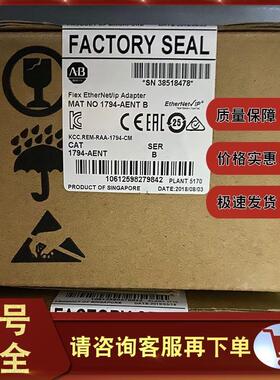 FACTORY SEAL
AB
*SN 38518478*
Flex EtherNet/ip Adapter
MAT NO 1794-AENT B
EtherNet/IP
KCC.REM-RAA-1794-CM
25
CAT
SER
1794-AENT
B
10612598279842
PLANT 5170
PRODUCT OF SINGAPORE
DATE(2018/08/03)
质量保障
价格实惠
极速发货
号
全
请咨询客服再下单